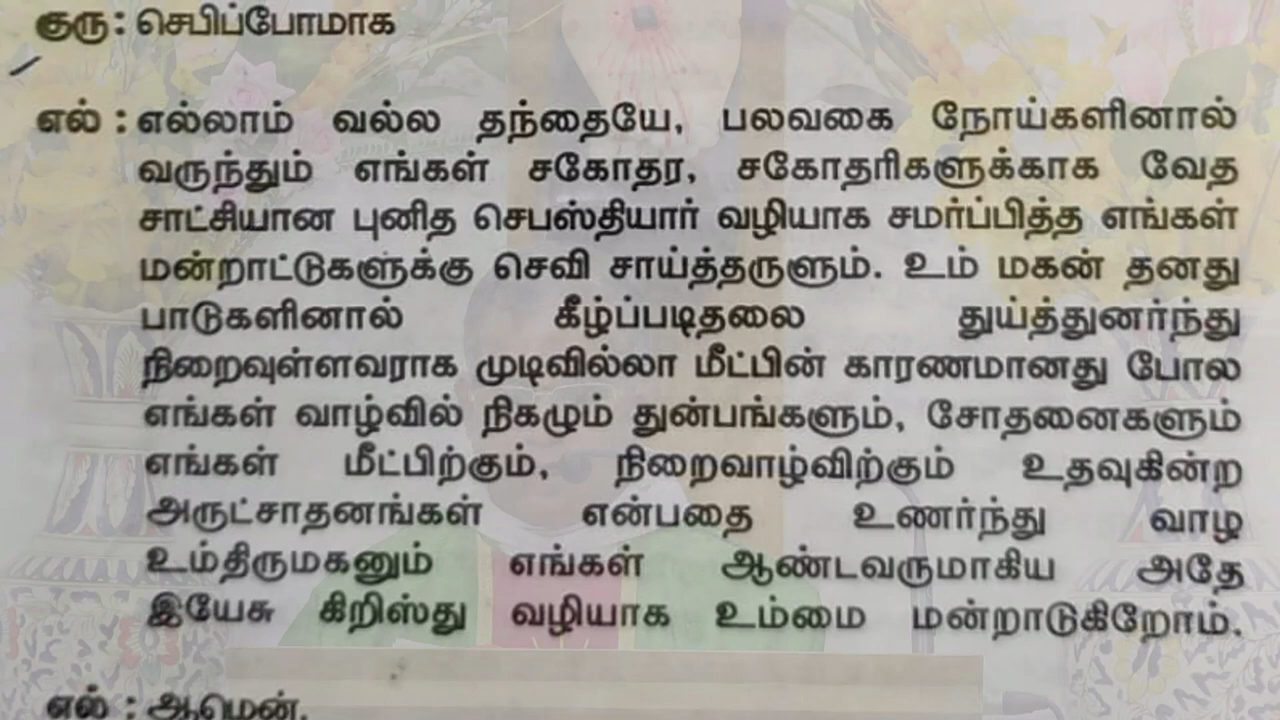 குரு : செபிப்போமாக
எல் : எல்லாம் வல்ல தந்தையே, பலவகை நோய்களினால்
வருந்தும் எங்கள் சகோதர, சகோதரிகளுக்காக வேத
சாட்சியான புனித செபஸ்தியார் வழியாக சமர்ப்பித்த எங்கள்
மன்றாட்டுகளுக்கு செவி சாய்த்தருளும். உம் மகன் தனது
பாடுகளினால் கீழ்ப்படிதலை துய்த்துனர்ந்து
நிறைவுள்ளவராக முடிவில்லா மீட்பின் காரணமானது போல
எங்கள் வாழ்வில் நிகழும் துன்பங்களும், சோதனைகளும்
எங்கள் மீட்பிற்கும், நிறைவாழ்விற்கும் உதவுகின்ற
அருட்சாதனங்கள் என்பதை உணர்ந்து வாழ
உம்திருமகனும் எங்கள் ஆண்டவருமாகிய அதே
இயேசு கிறிஸ்து வழியாக உம்மை மன்றாடுகிறோம்.
எல் : ஆமென்.